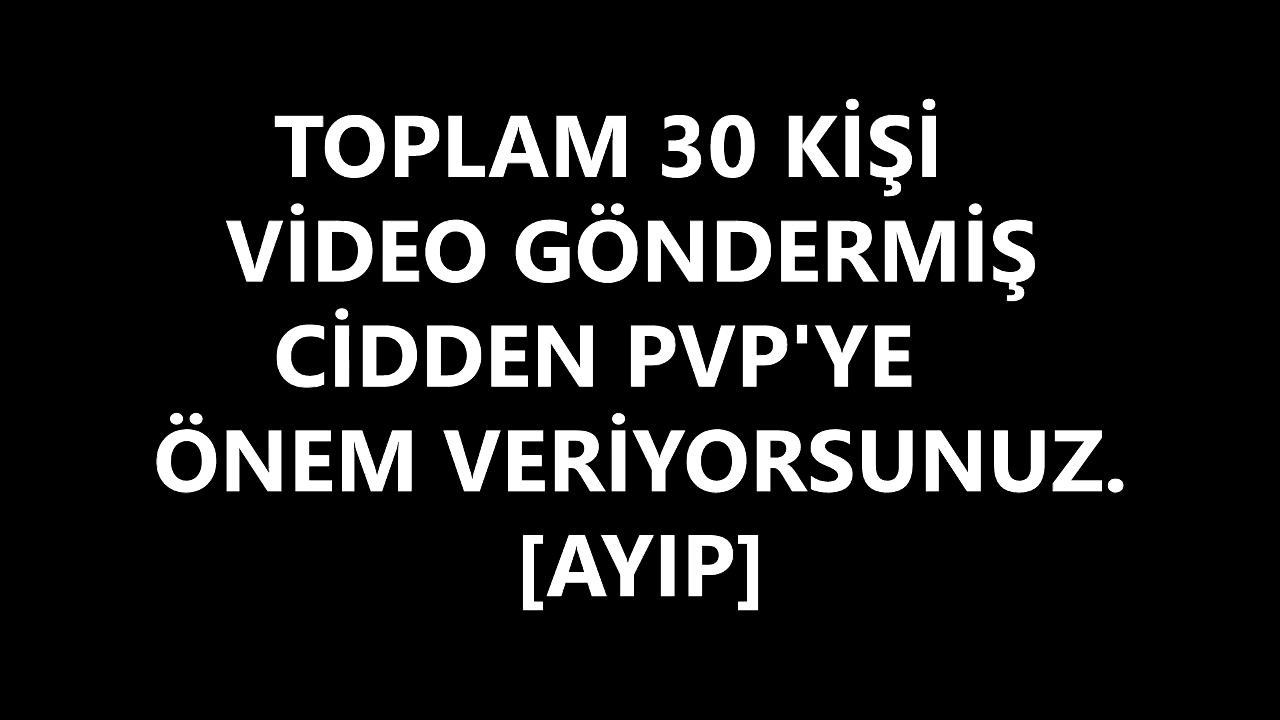 TOPLAM 30 KİŞİ
VİDEO GÖNDERMİŞ
CİDDEN PVP'YE
ÖNEM VERİYORSUNUZ.
[AYIP]